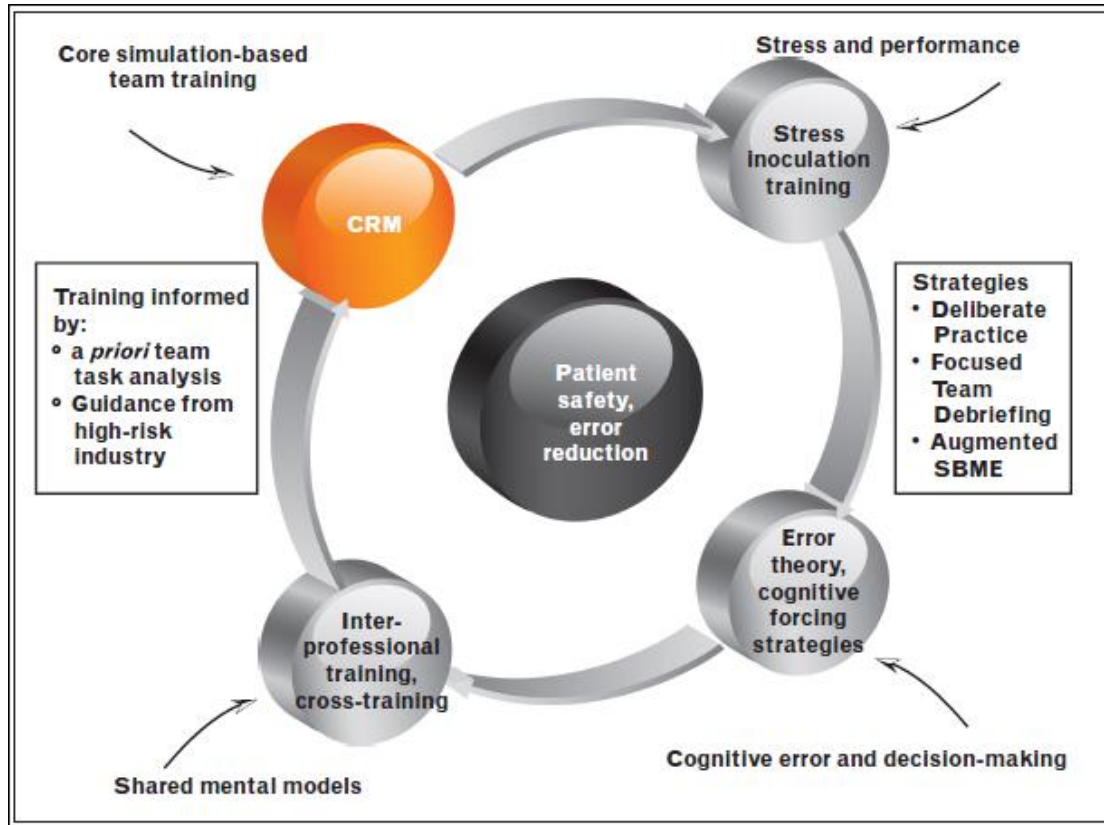 Core simulation-based
team training
Stress and performance
Stress
inoculation
training
CRM
Training informed
by:
a priori team
task analysis
Guidance from
high-risk
industry
Patient
safety,
error
reduction
Strategies
• Deliberate
Practice
• Focused
Team
Debriefing
• Augmented
SBME
Error
theory,
cognitive
forcing
strategies
Inter-
professional
training,
cross-training
Cognitive error and decision-making
Shared mental models